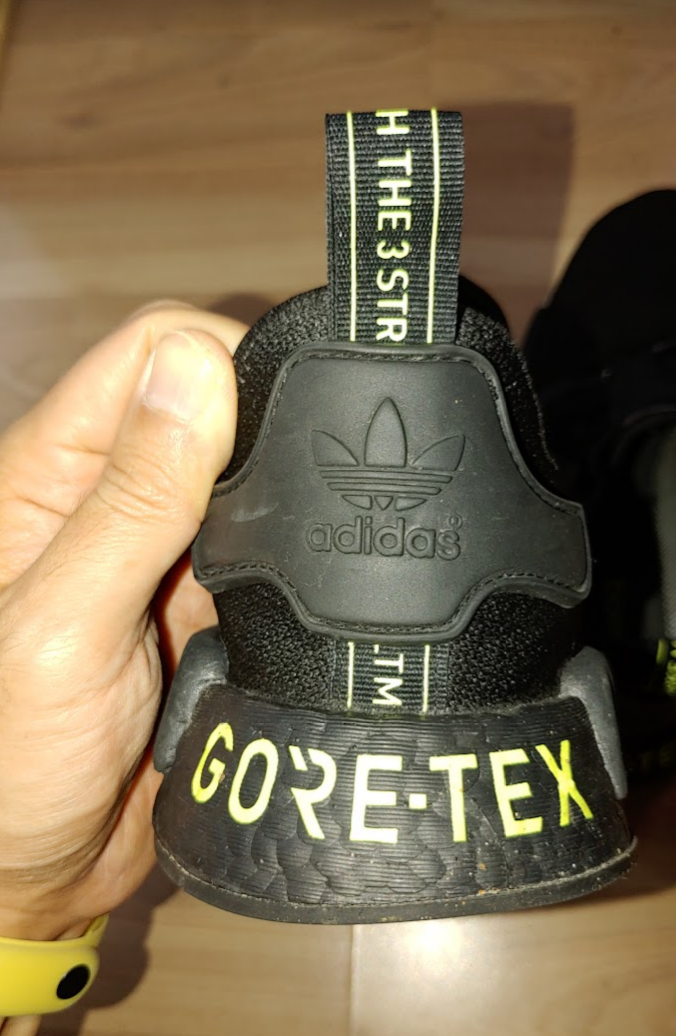 H THE 3 STR
adidas®
.TM
GORE-TEX